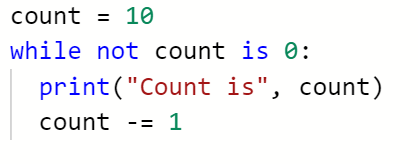 count = 10
while not count is 0:
  print("Count is", count)
  count -= 1